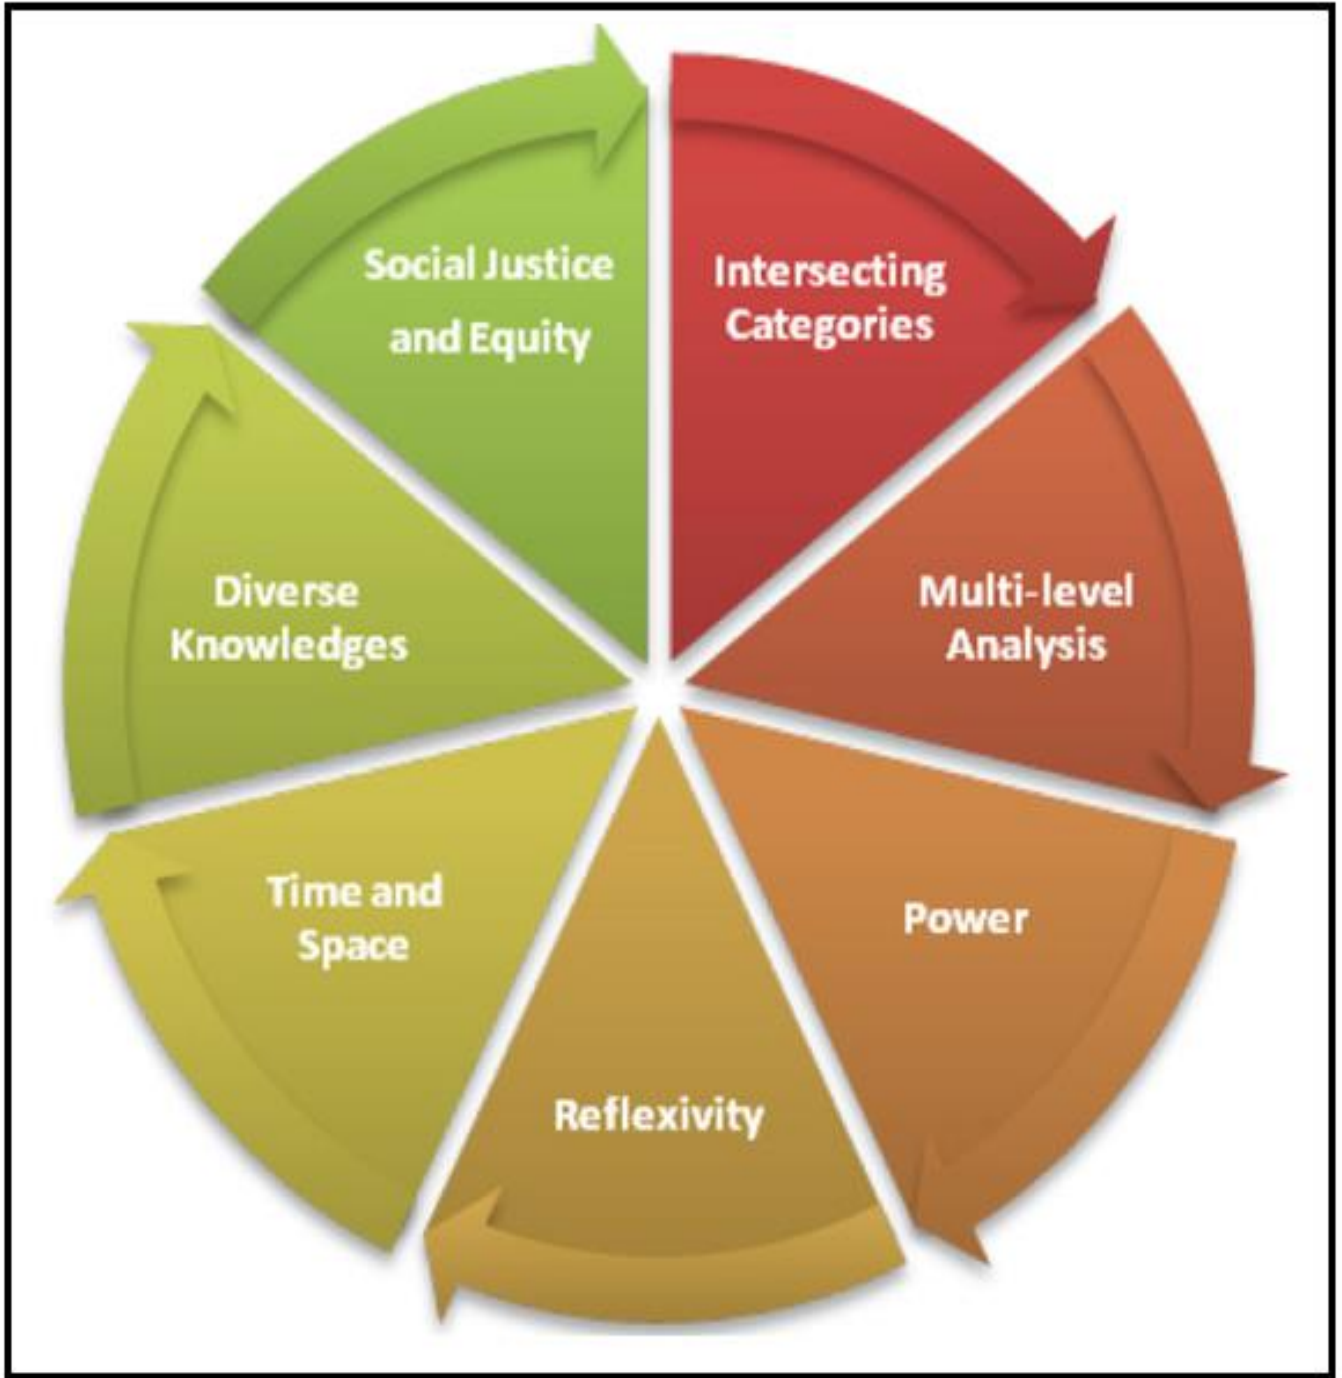 Intersecting
Categories
Multi-level
Analysis
Power
Reflexivity
Time and
Space
Diverse
Knowledges
Social Justice
and Equity